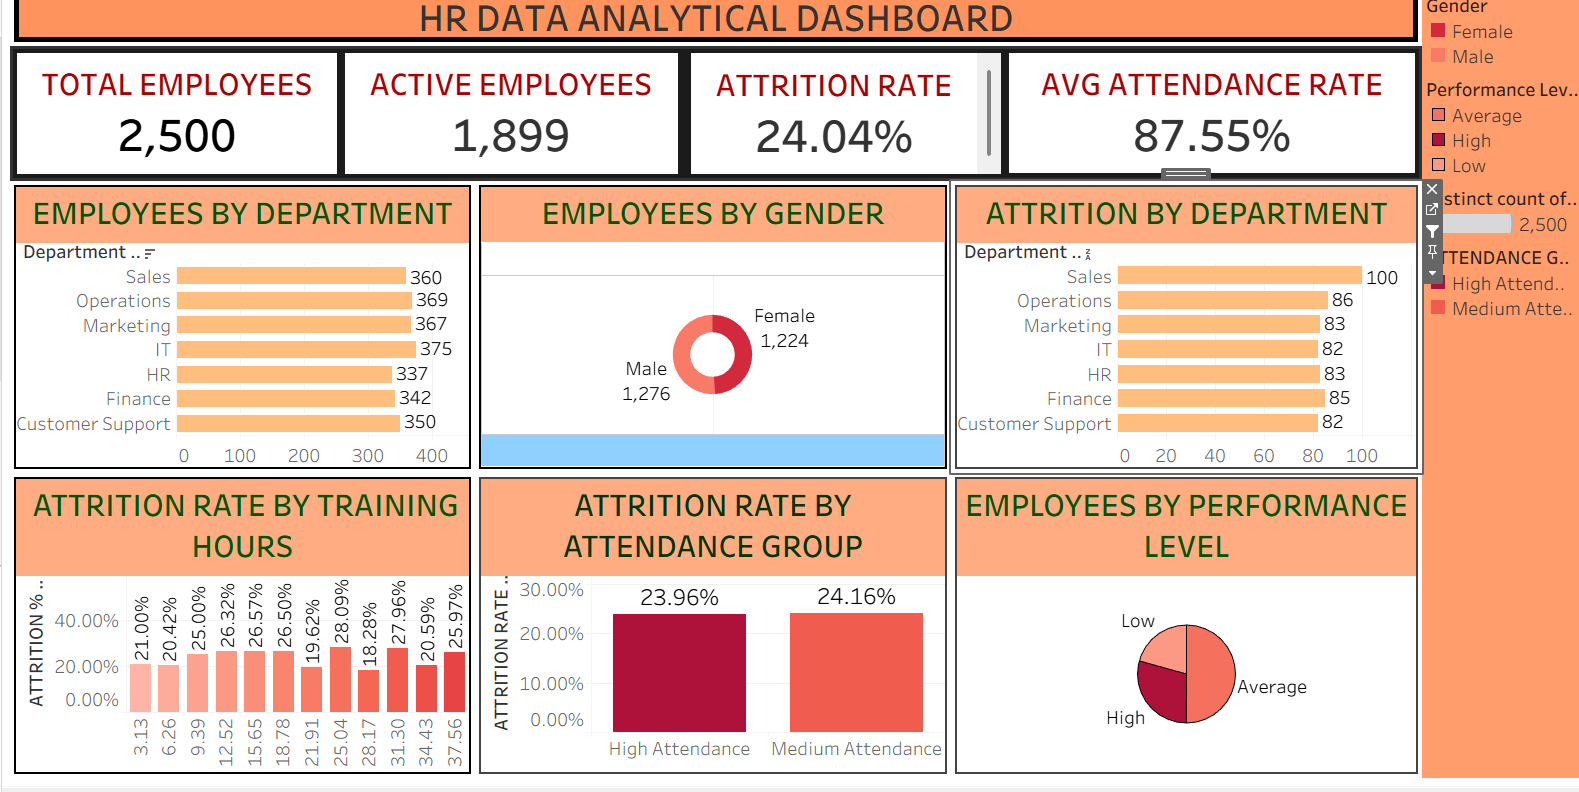 HR DATA ANALYTICAL DASHBOARD
TOTAL EMPLOYEES
2,500
ACTIVE EMPLOYEES
1,899
ATTRITION RATE
24.04%
AVG ATTENDANCE RATE
87.55%
EMPLOYEES BY DEPARTMENT
Department ..
Sales 360
Operations 369
Marketing 367
IT 375
HR 337
Finance 342
Customer Support 350
0 100 200 300 400
EMPLOYEES BY GENDER
Female
1,224
Male
1,276
ATTRITION BY DEPARTMENT
Department ..
Sales 100
Operations 86
Marketing 83
IT 82
HR 83
Finance 85
Customer Support 82
0 20 40 60 80 100
ATTRITION RATE BY TRAINING
HOURS
ATTRITION % ..
40.00%
20.00%
0.00%
21.00% 20.42% 25.00% 26.32% 26.57% 26.50% 19.62% 28.09% 18.28% 27.96% 20.59% 25.97%
3.13 6.26 9.39 12.52 15.65 18.78 21.91 25.04 28.17 31.30 34.43 37.56
ATTRITION RATE BY
ATTENDANCE GROUP
ATTRITION RATE ..
30.00%
20.00%
10.00%
0.00%
23.96% 24.16%
High Attendance Medium Attendance
EMPLOYEES BY PERFORMANCE
LEVEL
Low
Average
High
Gender
Female
Male
Performance Lev..
Average
High
Low
stinct count of..
2,500
TTENDANCE G..
High Attend..
Medium Atte..